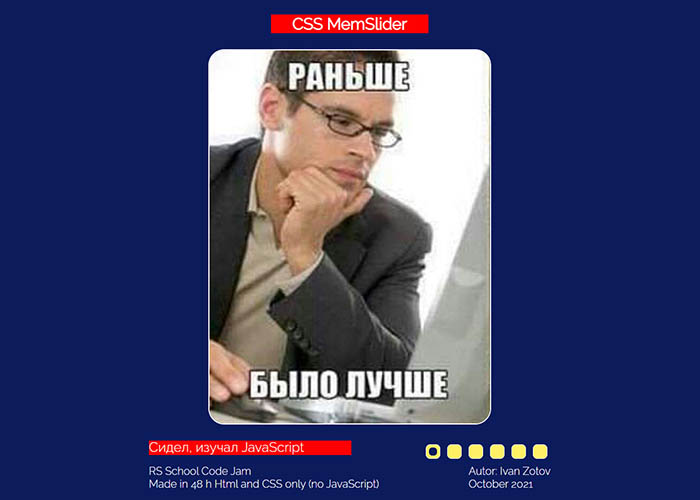 CSS MemSlider
РАНЬШЕ
БЫЛО ЛУЧШЕ
Сидел, изучал JavaScript
RS School Code Jam
Made in 48 h Html and CSS only (no JavaScript)
Autor: Ivan Zotov
October 2021